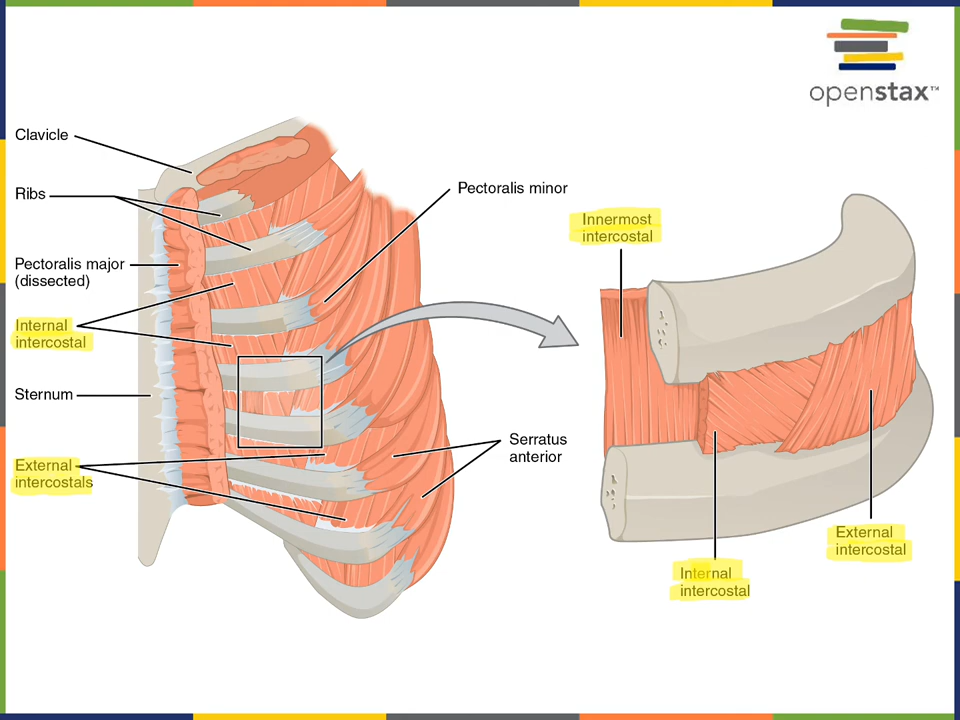 openstax™
Clavicle
Ribs
Pectoralis major
(dissected)
Internal
intercostal
Sternum
External
intercostals
Pectoralis minor
Serratus
anterior
Innermost
intercostal
Internal
intercostal
External
intercostal